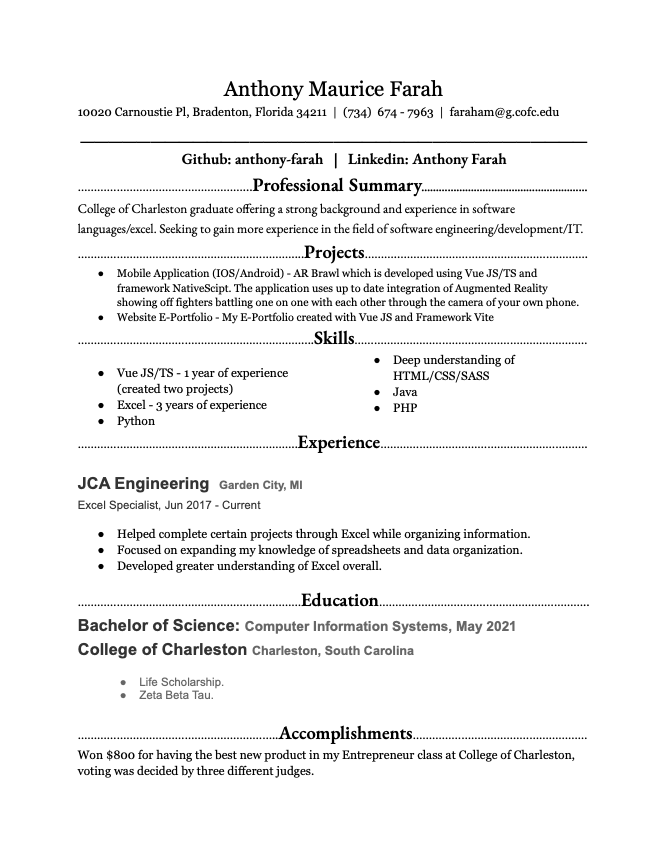 Anthony Maurice Farah
10020 Carnoustie Pl, Bradenton, Florida 34211 | (734) 674 - 7963 | faraham@g.cofc.edu
Github: anthony-farah | Linkedin: Anthony Farah
Professional Summary
College of Charleston graduate offering a strong background and experience in software
languages/excel. Seeking to gain more experience in the field of software engineering/development/IT.
Projects
● Mobile Application (IOS/Android) - AR Brawl which is developed using Vue JS/TS and
framework NativeScipt. The application uses up to date integration of Augmented Reality
showing off fighters battling one on one with each other through the camera of your own phone.
● Website E-Portfolio - My E-Portfolio created with Vue JS and Framework Vite
Skills
● Vue JS/TS - 1 year of experience
(created two projects)
● Excel - 3 years of experience
● Python
● Deep understanding of
HTML/CSS/SASS
● Java
● PHP
Experience
JCA Engineering Garden City, MI
Excel Specialist, Jun 2017 - Current
● Helped complete certain projects through Excel while organizing information.
● Focused on expanding my knowledge of spreadsheets and data organization.
● Developed greater understanding of Excel overall.
Education
Bachelor of Science: Computer Information Systems, May 2021
College of Charleston Charleston, South Carolina
● Life Scholarship.
● Zeta Beta Tau.
Accomplishments
Won $800 for having the best new product in my Entrepreneur class at College of Charleston,
voting was decided by three different judges.